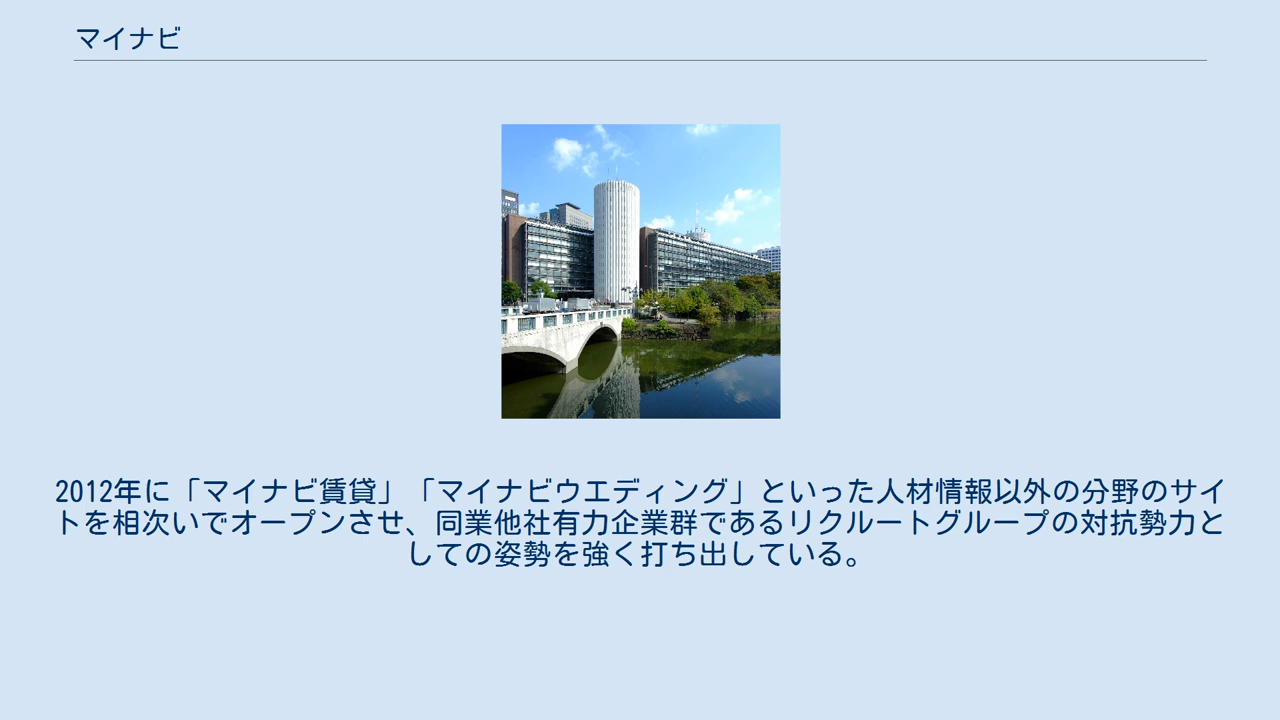 マイナビ
2012年に「マイナビ賃貸」「マイナビウエディング」といった人材情報以外の分野のサイ
トを相次いでオープンさせ、同業他社有力企業群であるリクルートグループの対抗勢力と
しての姿勢を強く打ち出している。